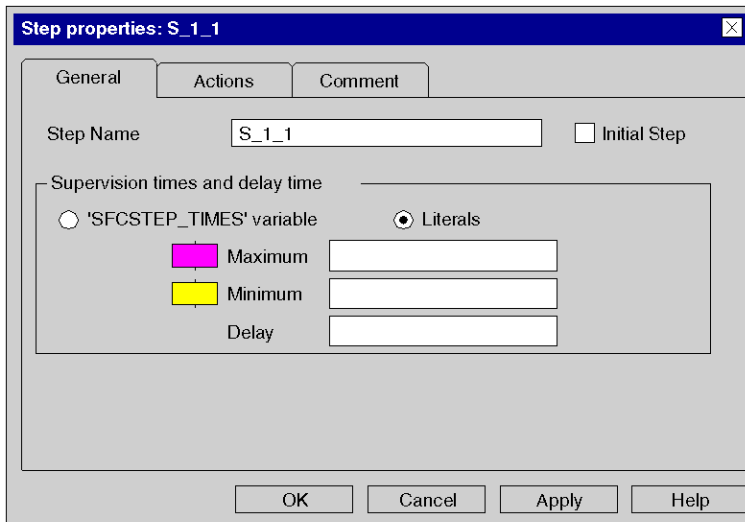 Step properties: S_1_1
General Actions Comment
Step Name S_1_1 Initial Step
Supervision times and delay time
'SFCSTEP_TIMES' variable Literals
Maximum
Minimum
Delay
OK Cancel Apply Help